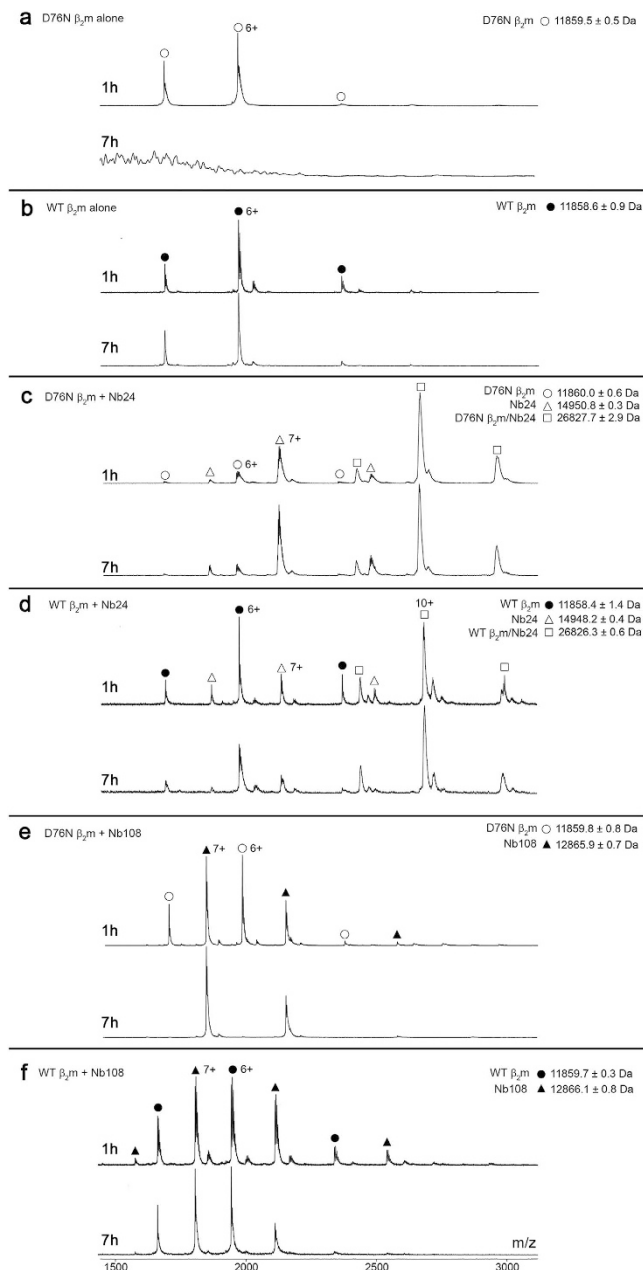 a D76N β₂m alone
D76N β₂m ○ 11859.5 ± 0.5 Da
○ 6+
○
○
1h
7h
b WT β₂m alone
WT β₂m ● 11858.6 ± 0.9 Da
● 6+
●
●
1h
7h
c D76N β₂m + Nb24
D76N β₂m ○ 11860.0 ± 0.6 Da
Nb24 △ 14950.8 ± 0.3 Da
D76N β₂m/Nb24 □ 26827.7 ± 2.9 Da
□
△ 7+
□
○ △ ○ 6+ □ ○ △
1h
7h
d WT β₂m + Nb24
WT β₂m ● 11858.4 ± 1.4 Da
Nb24 △ 14948.2 ± 0.4 Da
WT β₂m/Nb24 □ 26826.3 ± 0.6 Da
● 6+
10+
□
● △ △ 7+ ● □ △ □
1h
7h
e D76N β₂m + Nb108
D76N β₂m ○ 11859.8 ± 0.8 Da
Nb108 ▲ 12865.9 ± 0.7 Da
▲ 7+ ○ 6+
○ ▲
○ ▲
1h
7h
f WT β₂m + Nb108
WT β₂m ● 11859.7 ± 0.3 Da
Nb108 ▲ 12866.1 ± 0.8 Da
▲ 7+ ● 6+
● ▲
▲ ● ▲
1h
7h
m/z
1500 2000 2500 3000